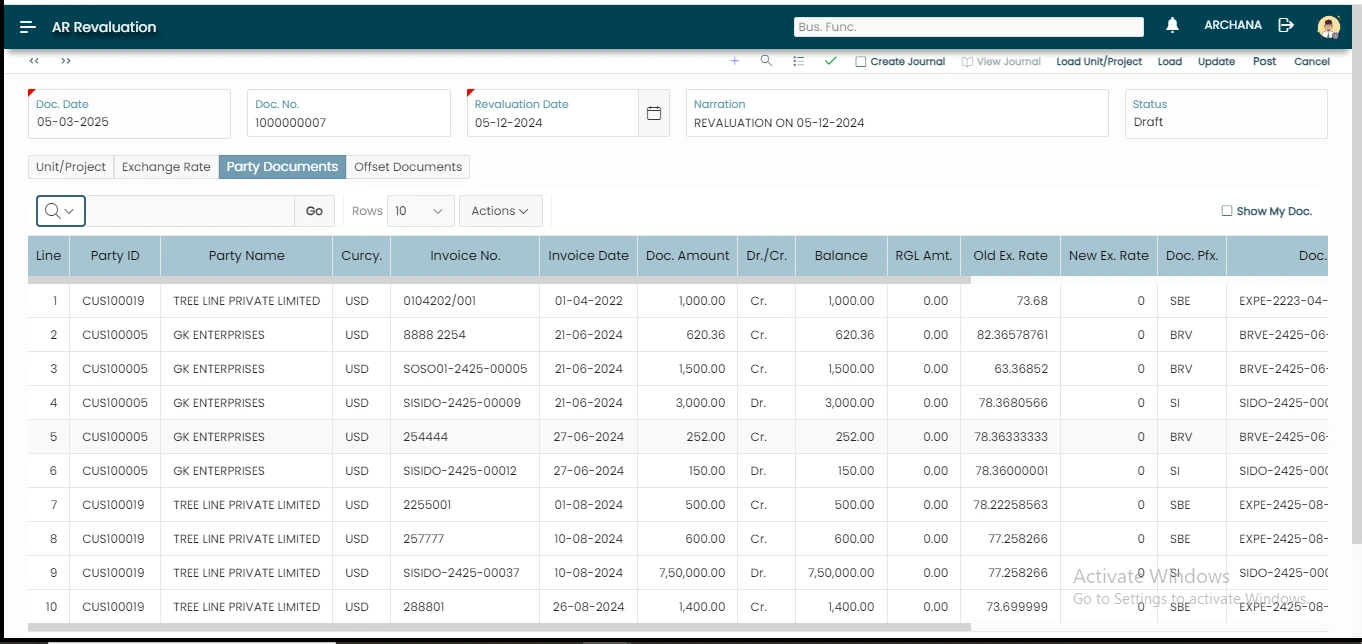 AR Revaluation Bus. Func. ARCHANA
<< >> + Create Journal View Journal Load Unit/Project Load Update Post Cancel
Doc. Date Doc. No. Revaluation Date Narration Status
05-03-2025 1000000007 05-12-2024 REVALUATION ON 05-12-2024 Draft
Unit/Project Exchange Rate Party Documents Offset Documents
Go Rows 10 Actions Show My Doc.
Line Party ID Party Name Curcy. Invoice No. Invoice Date Doc. Amount Dr./Cr. Balance RGL Amt. Old Ex. Rate New Ex. Rate Doc. Pfx. Doc.
1 CUS100019 TREE LINE PRIVATE LIMITED USD 0104202/001 01-04-2022 1,000.00 Cr. 1,000.00 0.00 73.68 0 SBE EXPE-2223-04-
2 CUS100005 GK ENTERPRISES USD 8888 2254 21-06-2024 620.36 Cr. 620.36 0.00 82.36578761 0 BRV BRVE-2425-06-
3 CUS100005 GK ENTERPRISES USD SOSO01-2425-00005 21-06-2024 1,500.00 Cr. 1,500.00 0.00 63.36852 0 BRV BRVE-2425-06-
4 CUS100005 GK ENTERPRISES USD SISIDO-2425-00009 21-06-2024 3,000.00 Dr. 3,000.00 0.00 78.3680566 0 SI SIDO-2425-000
5 CUS100005 GK ENTERPRISES USD 254444 27-06-2024 252.00 Cr. 252.00 0.00 78.36333333 0 BRV BRVE-2425-06-
6 CUS100005 GK ENTERPRISES USD SISIDO-2425-00012 27-06-2024 150.00 Dr. 150.00 0.00 78.36000001 0 SI SIDO-2425-000
7 CUS100019 TREE LINE PRIVATE LIMITED USD 2255001 01-08-2024 500.00 Cr. 500.00 0.00 78.22258563 0 SBE EXPE-2425-08-
8 CUS100019 TREE LINE PRIVATE LIMITED USD 257777 10-08-2024 600.00 Cr. 600.00 0.00 77.258266 0 SBE EXPE-2425-08-
9 CUS100019 TREE LINE PRIVATE LIMITED USD SISIDO-2425-00037 10-08-2024 7,50,000.00 Dr. 7,50,000.00 0.00 77.258266 0 SI SIDO-2425-000
10 CUS100019 TREE LINE PRIVATE LIMITED USD 288801 26-08-2024 1,400.00 Cr. 1,400.00 0.00 73.699999 0 SBE EXPE-2425-08-
Activate Windows
Go to Settings to activate Windows.